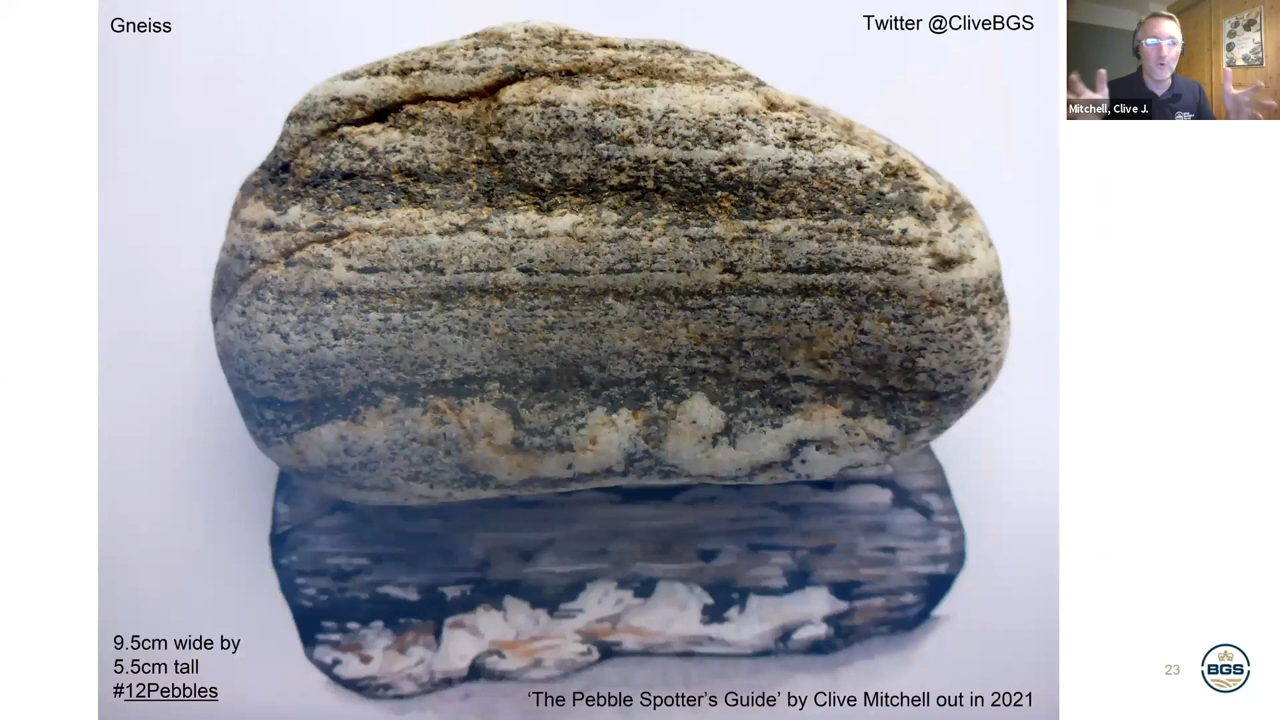 Gneiss
Twitter @CliveBGS
Mitchell, Clive J.
9.5cm wide by
5.5cm tall
#12Pebbles
‘The Pebble Spotter’s Guide’ by Clive Mitchell out in 2021
23
BGS